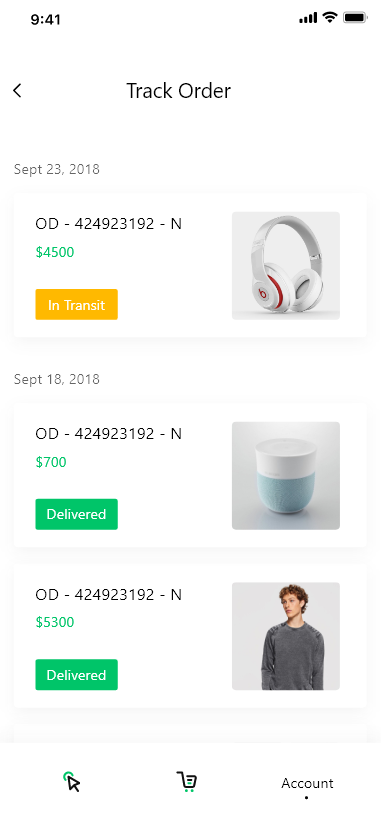 9:41
Track Order
Sept 23, 2018
OD - 424923192 - N
$4500
In Transit
Sept 18, 2018
OD - 424923192 - N
$700
Delivered
OD - 424923192 - N
$5300
Delivered
Account